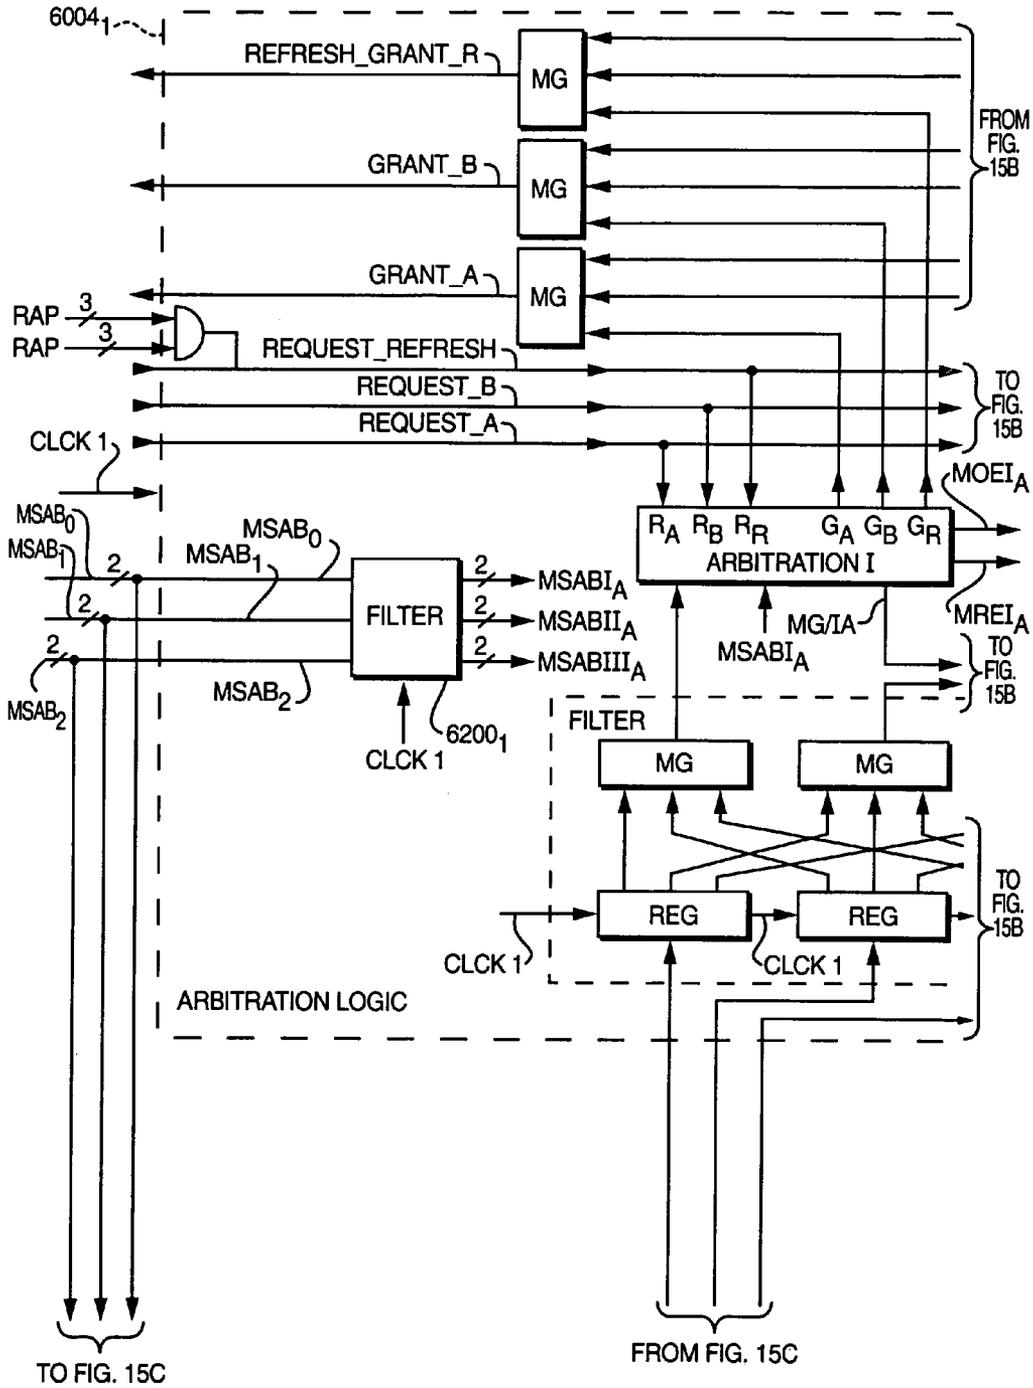 6004₁
REFRESH_GRANT_R
MG
FROM
FIG.
15B
GRANT_B
MG
GRANT_A
MG
RAP 3
RAP 3
REQUEST_REFRESH
REQUEST_B
REQUEST_A
TO
FIG.
15B
CLCK 1
MOEI_A
MSAB₀
MSAB₁
MSAB₀
MSAB₁
R_A R_B R_R G_A G_B G_R
ARBITRATION I
2
2
2
FILTER
2 MSABI_A
2 MSABII_A
2 MSABIII_A
MSAB₂
MSAB₂
CLCK 1
6200₁
MSABI_A
MG/IA
MREI_A
TO
FIG.
15B
FILTER
MG
MG
REG
REG
CLCK 1
CLCK 1
TO
FIG.
15B
ARBITRATION LOGIC
TO FIG. 15C
FROM FIG. 15C